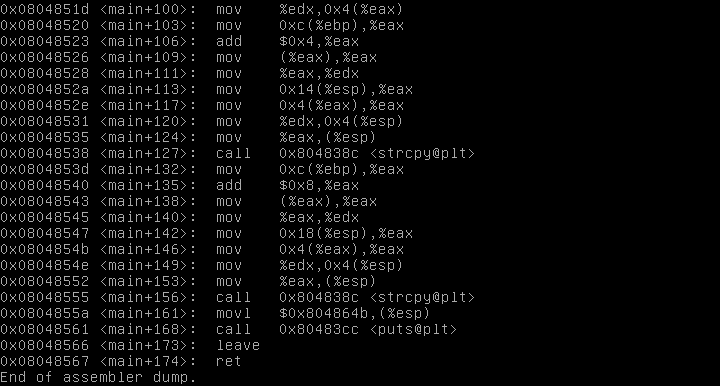 0x0804851d <main+100>:  mov    %edx,0x4(%eax)
0x08048520 <main+103>:  mov    0xc(%ebp),%eax
0x08048523 <main+106>:  add    $0x4,%eax
0x08048526 <main+109>:  mov    (%eax),%eax
0x08048528 <main+111>:  mov    %eax,%edx
0x0804852a <main+113>:  mov    0x14(%esp),%eax
0x0804852e <main+117>:  mov    0x4(%eax),%eax
0x08048531 <main+120>:  mov    %edx,0x4(%esp)
0x08048535 <main+124>:  mov    %eax,(%esp)
0x08048538 <main+127>:  call   0x804838c <strcpy@plt>
0x0804853d <main+132>:  mov    0xc(%ebp),%eax
0x08048540 <main+135>:  add    $0x8,%eax
0x08048543 <main+138>:  mov    (%eax),%eax
0x08048545 <main+140>:  mov    %eax,%edx
0x08048547 <main+142>:  mov    0x18(%esp),%eax
0x0804854b <main+146>:  mov    0x4(%eax),%eax
0x0804854e <main+149>:  mov    %edx,0x4(%esp)
0x08048552 <main+153>:  mov    %eax,(%esp)
0x08048555 <main+156>:  call   0x804838c <strcpy@plt>
0x0804855a <main+161>:  movl   $0x804864b,(%esp)
0x08048561 <main+168>:  call   0x80483cc <puts@plt>
0x08048566 <main+173>:  leave
0x08048567 <main+174>:  ret
End of assembler dump.